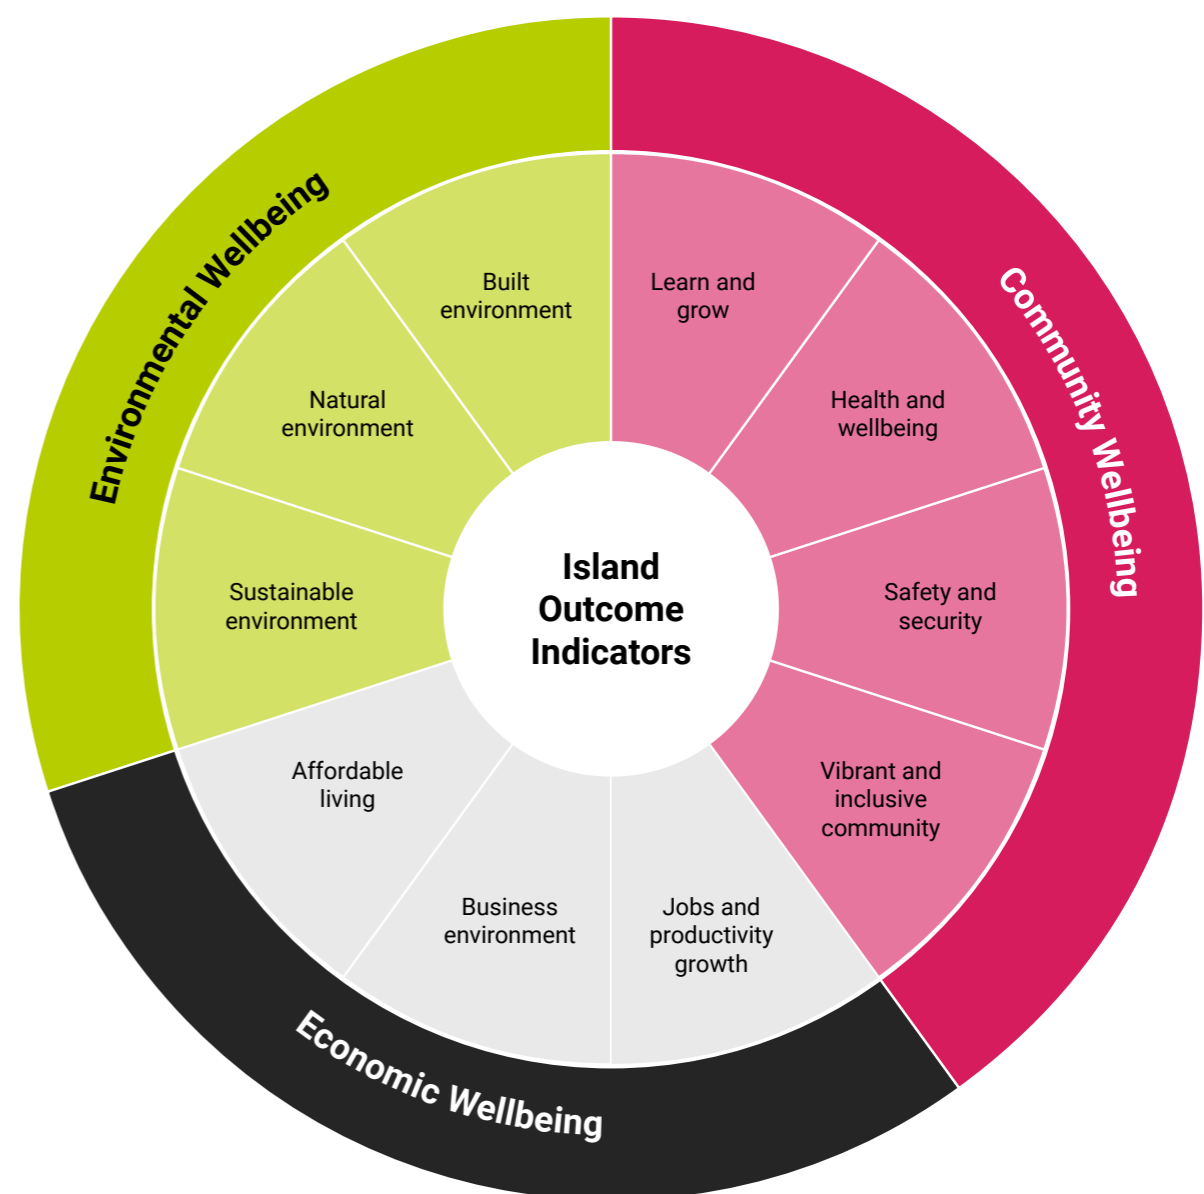 Island
Outcome
Indicators
Community Wellbeing
Learn and
grow
Health and
wellbeing
Safety and
security
Vibrant and
inclusive
community
Economic Wellbeing
Jobs and
productivity
growth
Business
environment
Affordable
living
Environmental Wellbeing
Sustainable
environment
Natural
environment
Built
environment